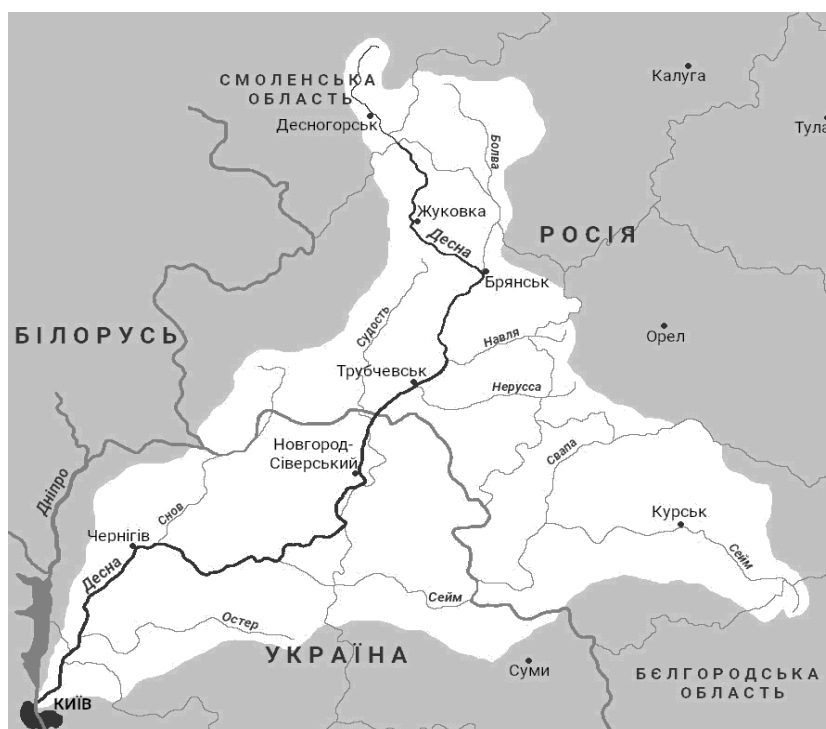 СМОЛЕНСЬКА
ОБЛАСТЬ
Калуга
Десногорськ
Тула
Болва
Жуковка
Десна
РОСІЯ
Брянськ
Судость
БІЛОРУСЬ
Навля
Орел
Трубчевськ
Нерусса
Новгород-
Сіверський
Свапа
Дніпро
Снов
Курськ
Чернігів
Десна
Сейм
Сейм
Остер
УКРАЇНА
Суми
БЄЛГОРОДСЬКА
ОБЛАСТЬ
КИЇВ